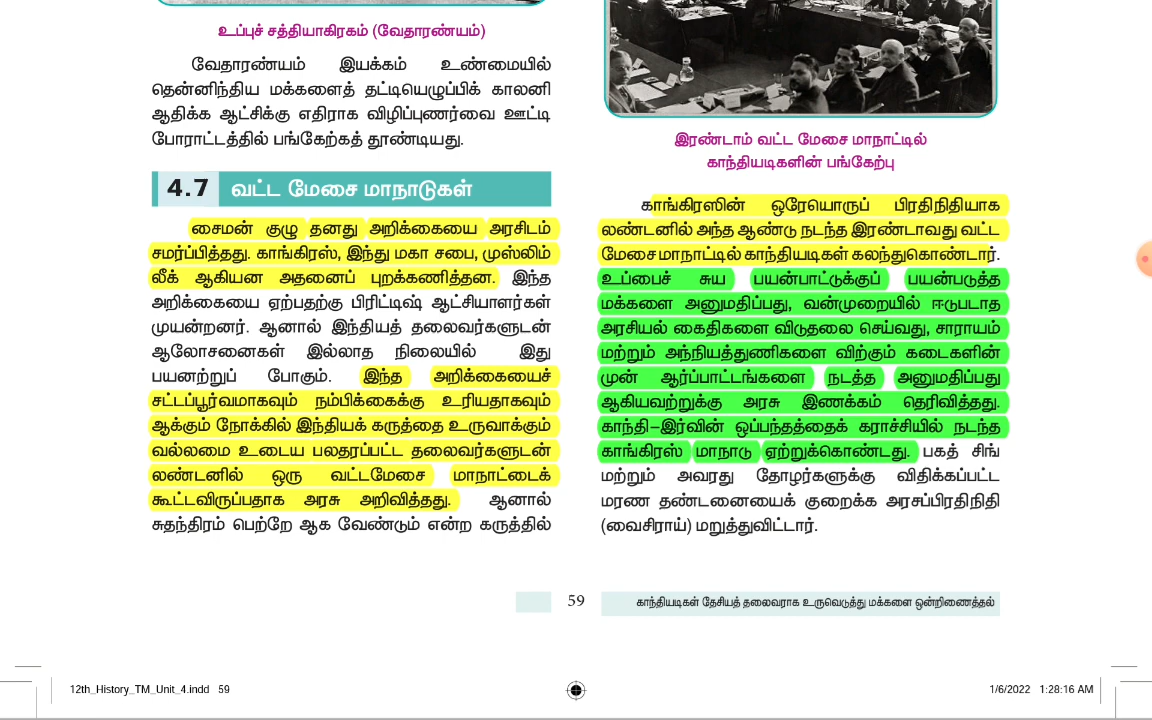 உப்புச் சத்தியாகிரகம் (வேதாரண்யம்)
வேதாரண்யம் இயக்கம் உண்மையில்
தென்னிந்திய மக்களைத் தட்டியெழுப்பிக் காலனி
ஆதிக்க ஆட்சிக்கு எதிராக விழிப்புணர்வை ஊட்டி
போராட்டத்தில் பங்கேற்கத் தூண்டியது.
4.7 வட்ட மேசை மாநாடுகள்
சைமன் குழு தனது அறிக்கையை அரசிடம்
சமர்ப்பித்தது. காங்கிரஸ், இந்து மகா சபை, முஸ்லிம்
லீக் ஆகியன அதனைப் புறக்கணித்தன. இந்த
அறிக்கையை ஏற்பதற்கு பிரிட்டிஷ் ஆட்சியாளர்கள்
முயன்றனர். ஆனால் இந்தியத் தலைவர்களுடன்
ஆலோசனைகள் இல்லாத நிலையில் இது
பயனற்றுப் போகும். இந்த அறிக்கையைச்
சட்டப்பூர்வமாகவும் நம்பிக்கைக்கு உரியதாகவும்
ஆக்கும் நோக்கில் இந்தியக் கருத்தை உருவாக்கும்
வல்லமை உடைய பலதரப்பட்ட தலைவர்களுடன்
லண்டனில் ஒரு வட்டமேசை மாநாட்டைக்
கூட்டவிருப்பதாக அரசு அறிவித்தது. ஆனால்
சுதந்திரம் பெற்றே ஆக வேண்டும் என்ற கருத்தில்
இரண்டாம் வட்ட மேசை மாநாட்டில்
காந்தியடிகளின் பங்கேற்பு
காங்கிரஸின் ஒரேயொருப் பிரதிநிதியாக
லண்டனில் அந்த ஆண்டு நடந்த இரண்டாவது வட்ட
மேசை மாநாட்டில் காந்தியடிகள் கலந்துகொண்டார்.
உப்பைச் சுய பயன்பாட்டுக்குப் பயன்படுத்த
மக்களை அனுமதிப்பது, வன்முறையில் ஈடுபடாத
அரசியல் கைதிகளை விடுதலை செய்வது, சாராயம்
மற்றும் அந்நியத்துணிகளை விற்கும் கடைகளின்
முன் ஆர்ப்பாட்டங்களை நடத்த அனுமதிப்பது
ஆகியவற்றுக்கு அரசு இணக்கம் தெரிவித்தது.
காந்தி–இர்வின் ஒப்பந்தத்தைக் கராச்சியில் நடந்த
காங்கிரஸ் மாநாடு ஏற்றுக்கொண்டது. பகத் சிங்
மற்றும் அவரது தோழர்களுக்கு விதிக்கப்பட்ட
மரண தண்டனையைக் குறைக்க அரசப்பிரதிநிதி
(வைசிராய்) மறுத்துவிட்டார்.
59 காந்தியடிகள் தேசியத் தலைவராக உருவெடுத்து மக்களை ஒன்றிணைத்தல்
12th_History_TM_Unit_4.indd 59 1/6/2022 1:28:16 AM